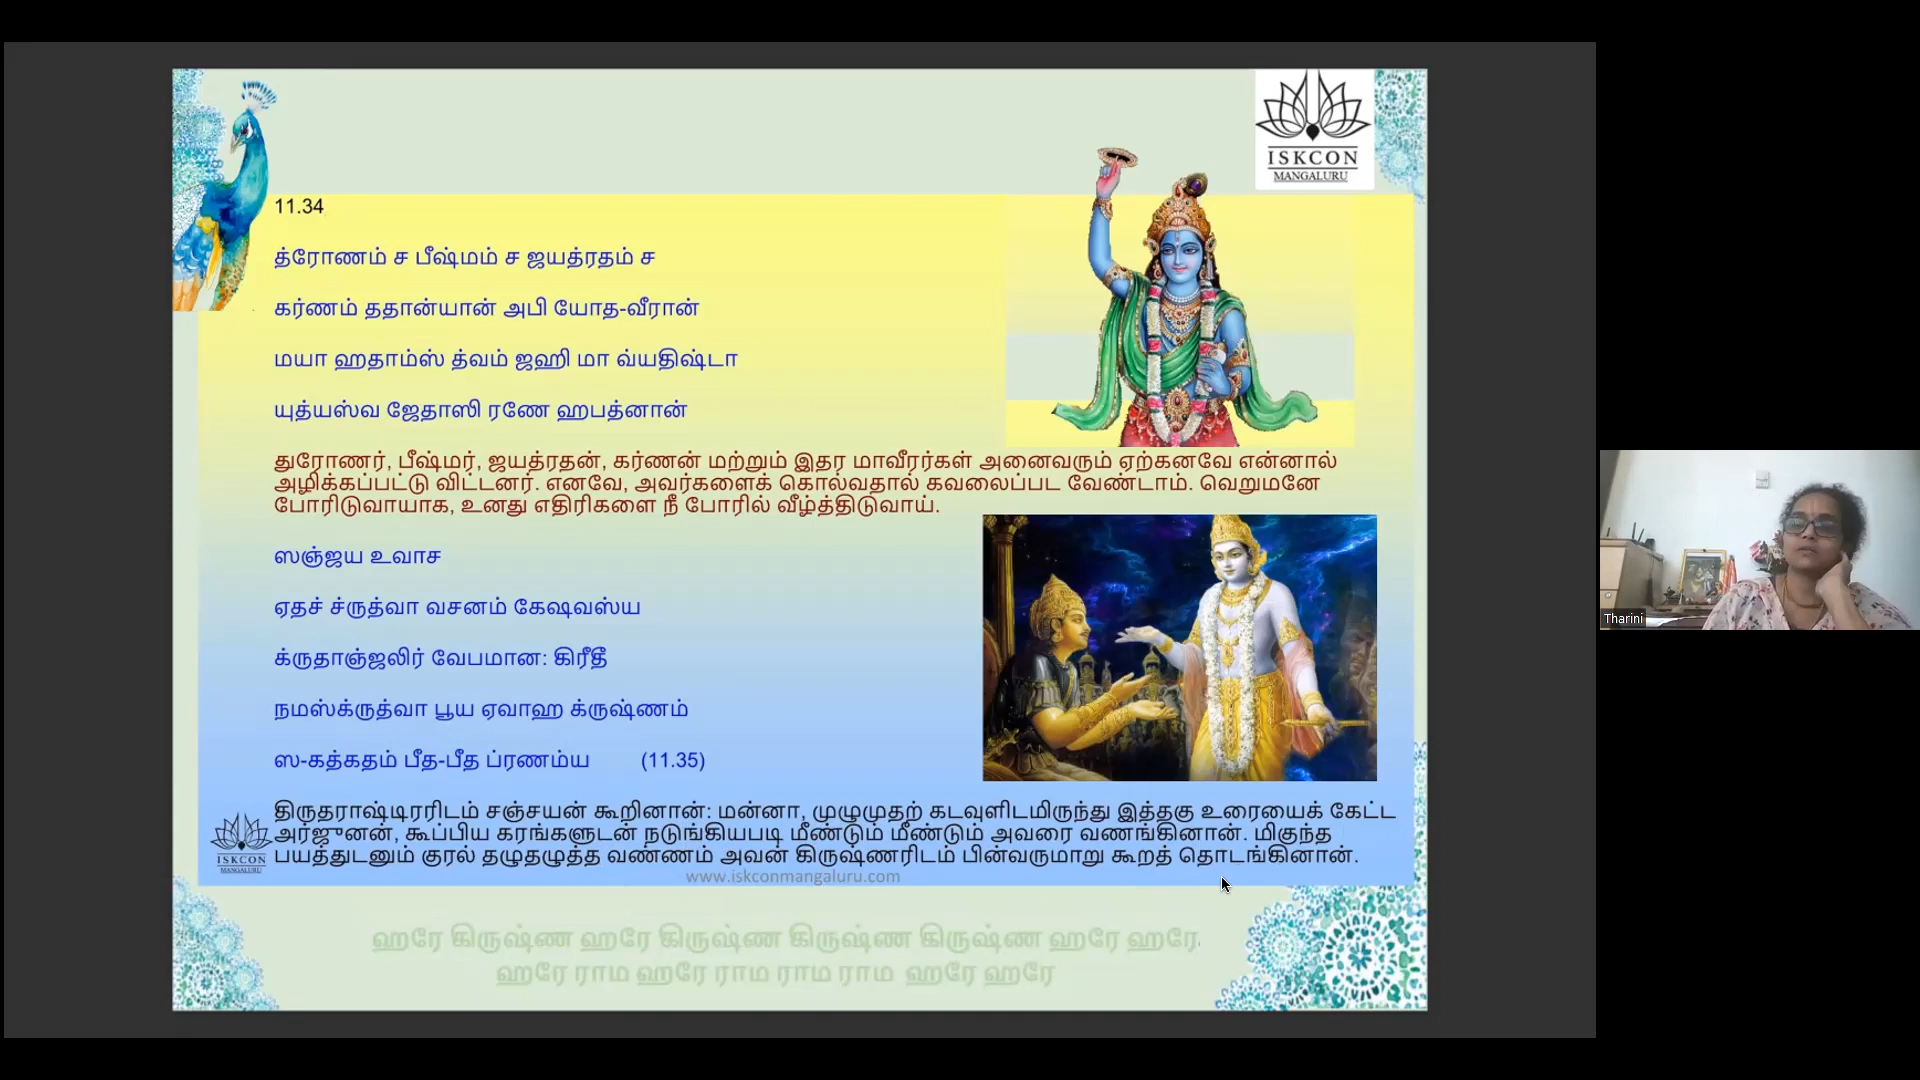 ISKCON
MANGALURU
11.34
த்ரோணம் ச பீஷ்மம் ச ஜயத்ரதம் ச
கர்ணம் ததான்யான் அபி யோத-வீரான்
மயா ஹதாம்ஸ் த்வம் ஜஹி மா வ்யதிஷ்டா
யுத்யஸ்வ ஜேதாஸி ரணே ஹபத்னான்
துரோணர், பீஷ்மர், ஜயத்ரதன், கர்ணன் மற்றும் இதர மாவீரர்கள் அனைவரும் ஏற்கனவே என்னால்
அழிக்கப்பட்டு விட்டனர். எனவே, அவர்களைக் கொல்வதால் கவலைப்பட வேண்டாம். வெறுமனே
போரிடுவாயாக, உனது எதிரிகளை நீ போரில் வீழ்த்திடுவாய்.
ஸஞ்ஜய உவாச
ஏதச் ச்ருத்வா வசனம் கேஷவஸ்ய
க்ருதாஞ்ஜலிர் வேபமான: கிரீதீ
நமஸ்க்ருத்வா பூய ஏவாஹ க்ருஷ்ணம்
ஸ-கத்கதம் பீத-பீத ப்ரணம்ய (11.35)
திருதராஷ்டிரரிடம் சஞ்சயன் கூறினான்: மன்னா, முழுமுதற் கடவுளிடமிருந்து இத்தகு உரையைக் கேட்ட
அர்ஜுனன், கூப்பிய கரங்களுடன் நடுங்கியபடி மீண்டும் மீண்டும் அவரை வணங்கினான். மிகுந்த
பயத்துடனும் குரல் தழுதழுத்த வண்ணம் அவன் கிருஷ்ணரிடம் பின்வருமாறு கூறத் தொடங்கினான்.
ISKCON
MANGALURU
www.iskconmangaluru.com
ஹரே கிருஷ்ண ஹரே கிருஷ்ண கிருஷ்ண கிருஷ்ண ஹரே ஹரே
ஹரே ராம ஹரே ராம ராம ராம ஹரே ஹரே
Tharini